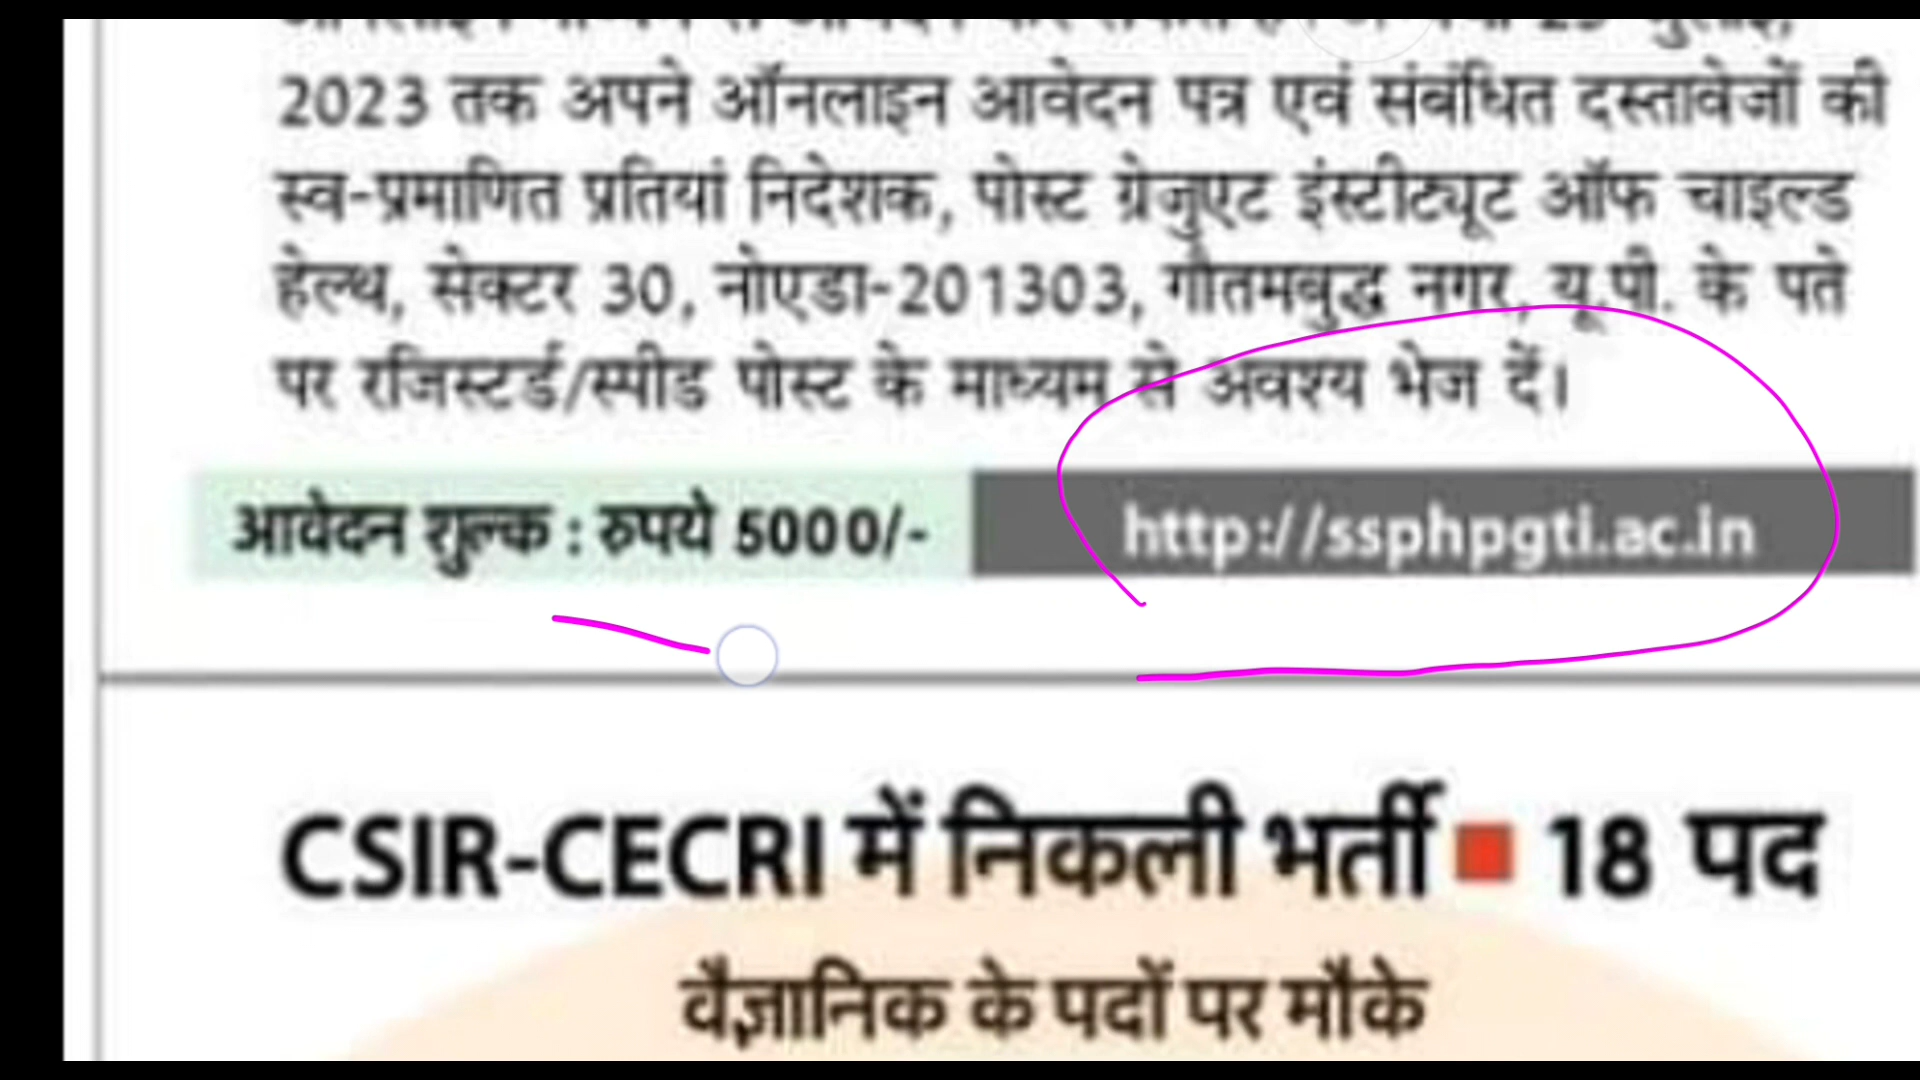 2023 तक अपने ऑनलाइन आवेदन पत्र एवं संबंधित दस्तावेजों की
स्व-प्रमाणित प्रतियां निदेशक, पोस्ट ग्रेजुएट इंस्टीट्यूट ऑफ चाइल्ड
हेल्थ, सेक्टर 30, नोएडा-201303, गौतमबुद्ध नगर, यू.पी. के पते
पर रजिस्टर्ड/स्पीड पोस्ट के माध्यम से अवश्य भेज दें।
आवेदन शुल्क : रुपये 5000/- http://ssphpgti.ac.in
CSIR-CECRI में निकली भर्ती ■ 18 पद
वैज्ञानिक के पदों पर मौके